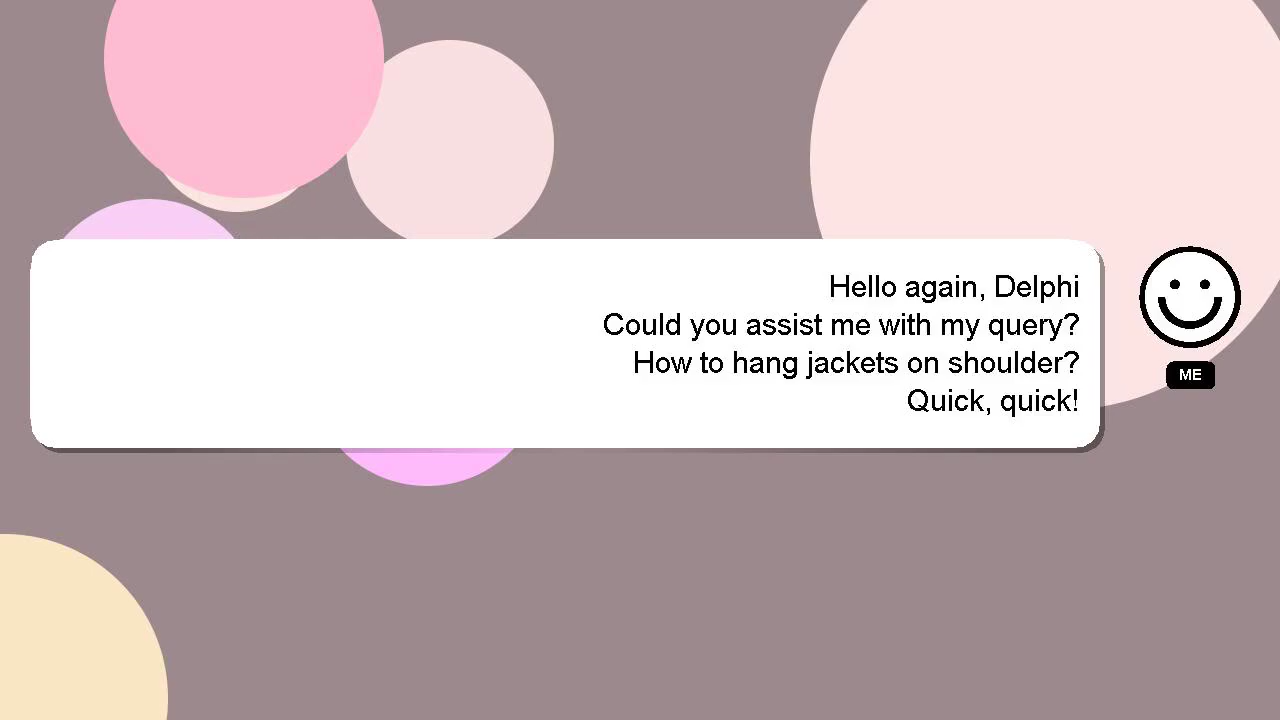 Hello again, Delphi
Could you assist me with my query?
How to hang jackets on shoulder?
Quick, quick!
ME